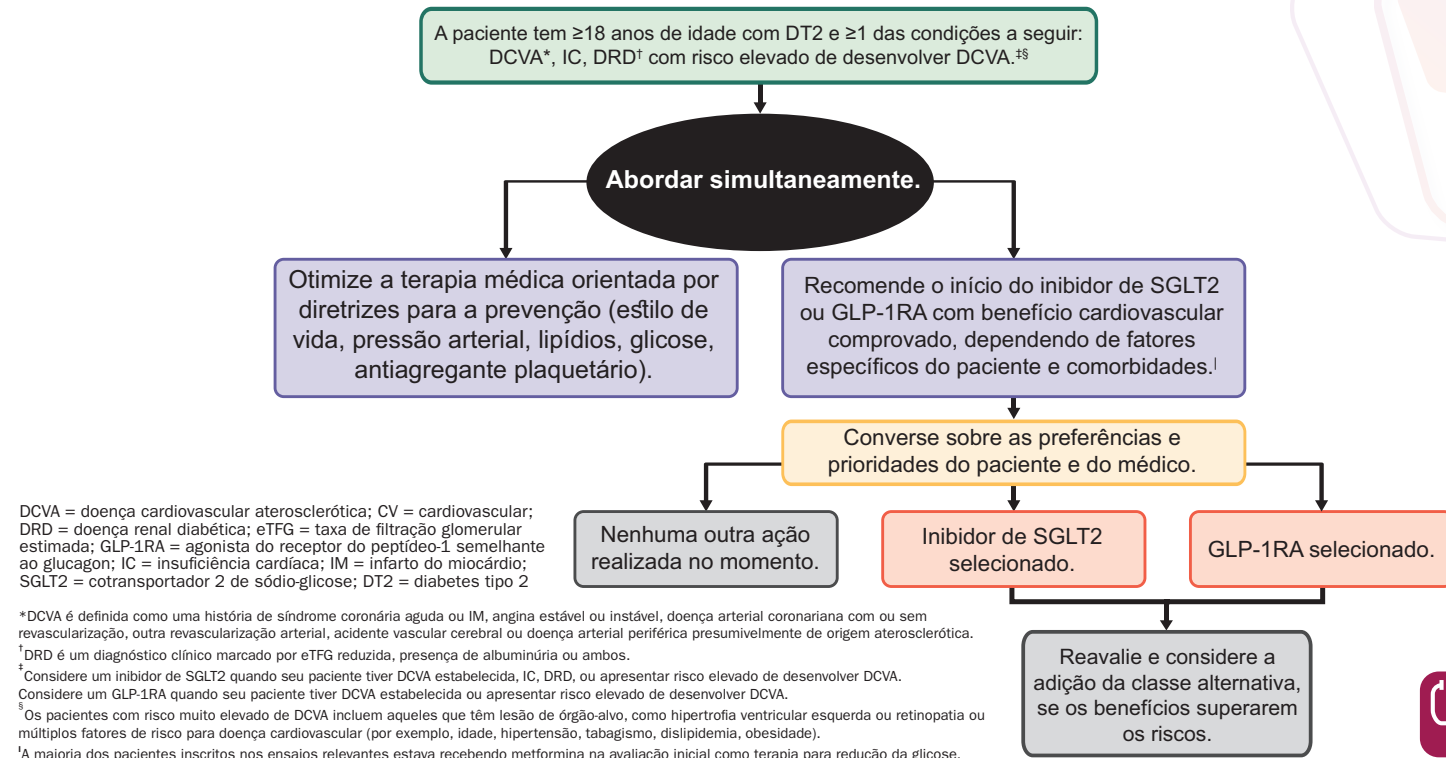 A paciente tem ≥18 anos de idade com DT2 e ≥1 das condições a seguir:
DCVA*, IC, DRD† com risco elevado de desenvolver DCVA.‡§
Abordar simultaneamente.
Otimize a terapia médica orientada por
diretrizes para a prevenção (estilo de
vida, pressão arterial, lipídios, glicose,
antiagregante plaquetário).
Recomende o início do inibidor de SGLT2
ou GLP-1RA com benefício cardiovascular
comprovado, dependendo de fatores
específicos do paciente e comorbidades.|
Converse sobre as preferências e
prioridades do paciente e do médico.
Nenhuma outra ação
realizada no momento.
Inibidor de SGLT2
selecionado.
GLP-1RA selecionado.
Reavalie e considere a
adição da classe alternativa,
se os benefícios superarem
os riscos.
DCVA = doença cardiovascular aterosclerótica; CV = cardiovascular;
DRD = doença renal diabética; eTFG = taxa de filtração glomerular
estimada; GLP-1RA = agonista do receptor do peptídeo-1 semelhante
ao glucagon; IC = insuficiência cardíaca; IM = infarto do miocárdio;
SGLT2 = cotransportador 2 de sódio-glicose; DT2 = diabetes tipo 2
*DCVA é definida como uma história de síndrome coronária aguda ou IM, angina estável ou instável, doença arterial coronariana com ou sem
revascularização, outra revascularização arterial, acidente vascular cerebral ou doença arterial periférica presumivelmente de origem aterosclerótica.
†DRD é um diagnóstico clínico marcado por eTFG reduzida, presença de albuminúria ou ambos.
‡Considere um inibidor de SGLT2 quando seu paciente tiver DCVA estabelecida, IC, DRD, ou apresentar risco elevado de desenvolver DCVA.
Considere um GLP-1RA quando seu paciente tiver DCVA estabelecida ou apresentar risco elevado de desenvolver DCVA.
§Os pacientes com risco muito elevado de DCVA incluem aqueles que têm lesão de órgão-alvo, como hipertrofia ventricular esquerda ou retinopatia ou
múltiplos fatores de risco para doença cardiovascular (por exemplo, idade, hipertensão, tabagismo, dislipidemia, obesidade).
|A maioria dos pacientes inscritos nos ensaios relevantes estava recebendo metformina na avaliação inicial como terapia para redução da glicose.